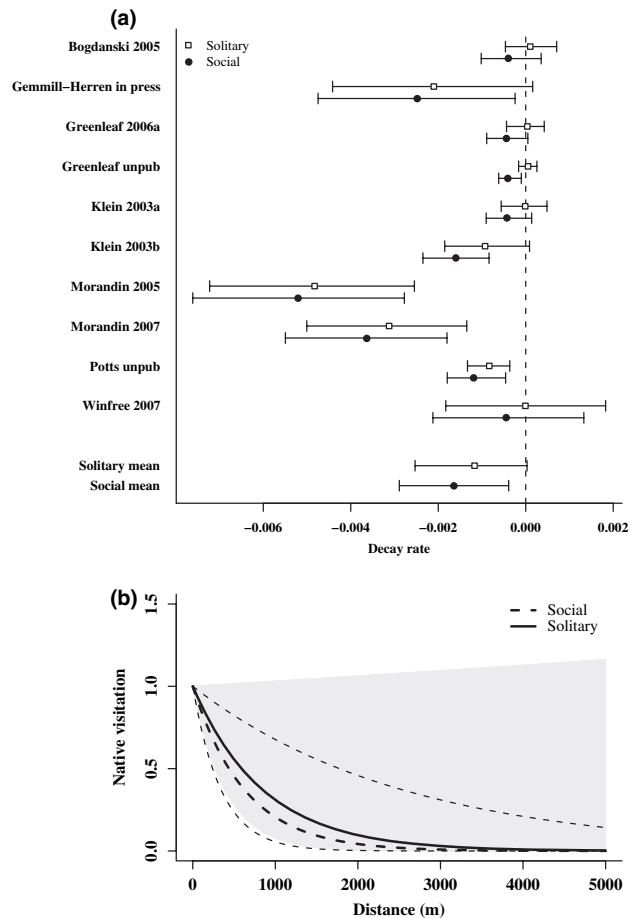 (a)
Solitary
Social
Bogdanski 2005
Gemmill–Herren in press
Greenleaf 2006a
Greenleaf unpub
Klein 2003a
Klein 2003b
Morandin 2005
Morandin 2007
Potts unpub
Winfree 2007
Solitary mean
Social mean
−0.006 −0.004 −0.002 0.000 0.002
Decay rate
(b)
Social
Solitary
1.5
1.0
0.5
0.0
Native visitation
0 1000 2000 3000 4000 5000
Distance (m)